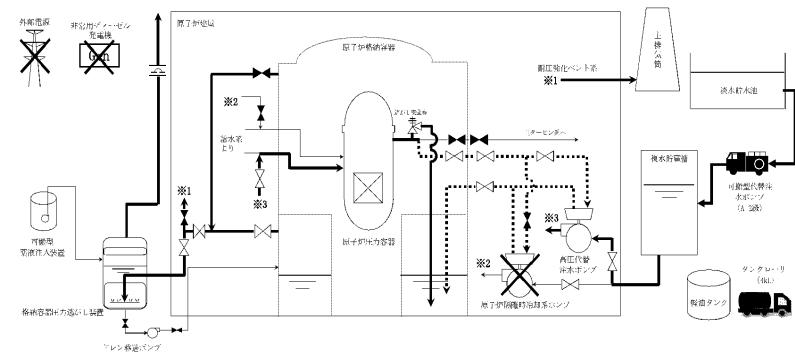 外部電源
非常用ディーゼル
発電機
Gen
原子炉建屋
原子炉格納容器
主排気筒
耐圧強化ベント系
※1
淡水貯水池
※2
逃がし安全弁
給水系
より
主タービンへ
復水貯蔵槽
可搬型代替注
水ポンプ
(A-2級)
※1
※3
※3
可搬型
薬液注入装置
原子炉圧力容器
高圧代替
注水ポンプ
※2
タンクローリ
(4kL)
軽油タンク
格納容器圧力逃がし装置
原子炉隔離時冷却系ポンプ
ドレン移送ポンプ